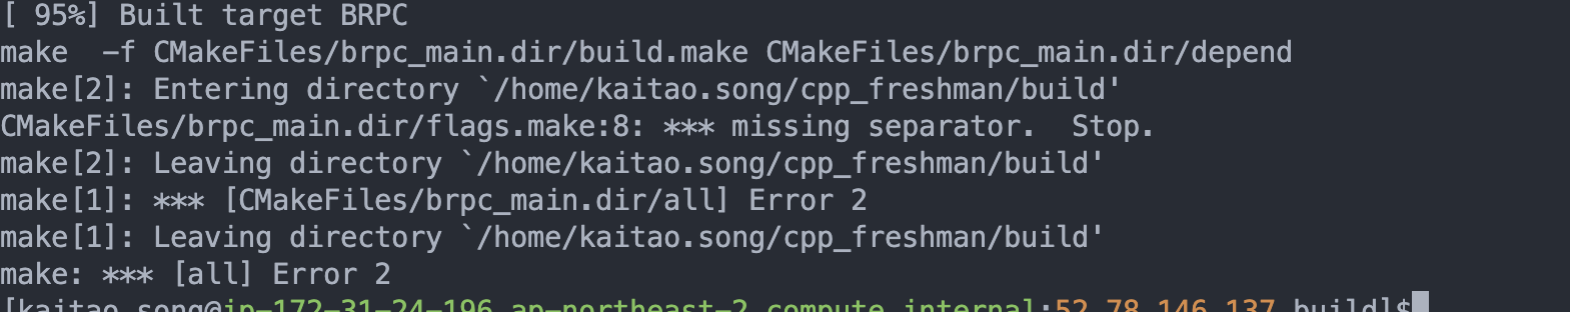 [ 95%] Built target BRPC
make  -f CMakeFiles/brpc_main.dir/build.make CMakeFiles/brpc_main.dir/depend
make[2]: Entering directory `/home/kaitao.song/cpp_freshman/build'
CMakeFiles/brpc_main.dir/flags.make:8: *** missing separator.  Stop.
make[2]: Leaving directory `/home/kaitao.song/cpp_freshman/build'
make[1]: *** [CMakeFiles/brpc_main.dir/all] Error 2
make[1]: Leaving directory `/home/kaitao.song/cpp_freshman/build'
make: *** [all] Error 2
[kaitao.song@ip-172-31-24-196.ap-northeast-2.compute.internal:52.78.146.137 build]$